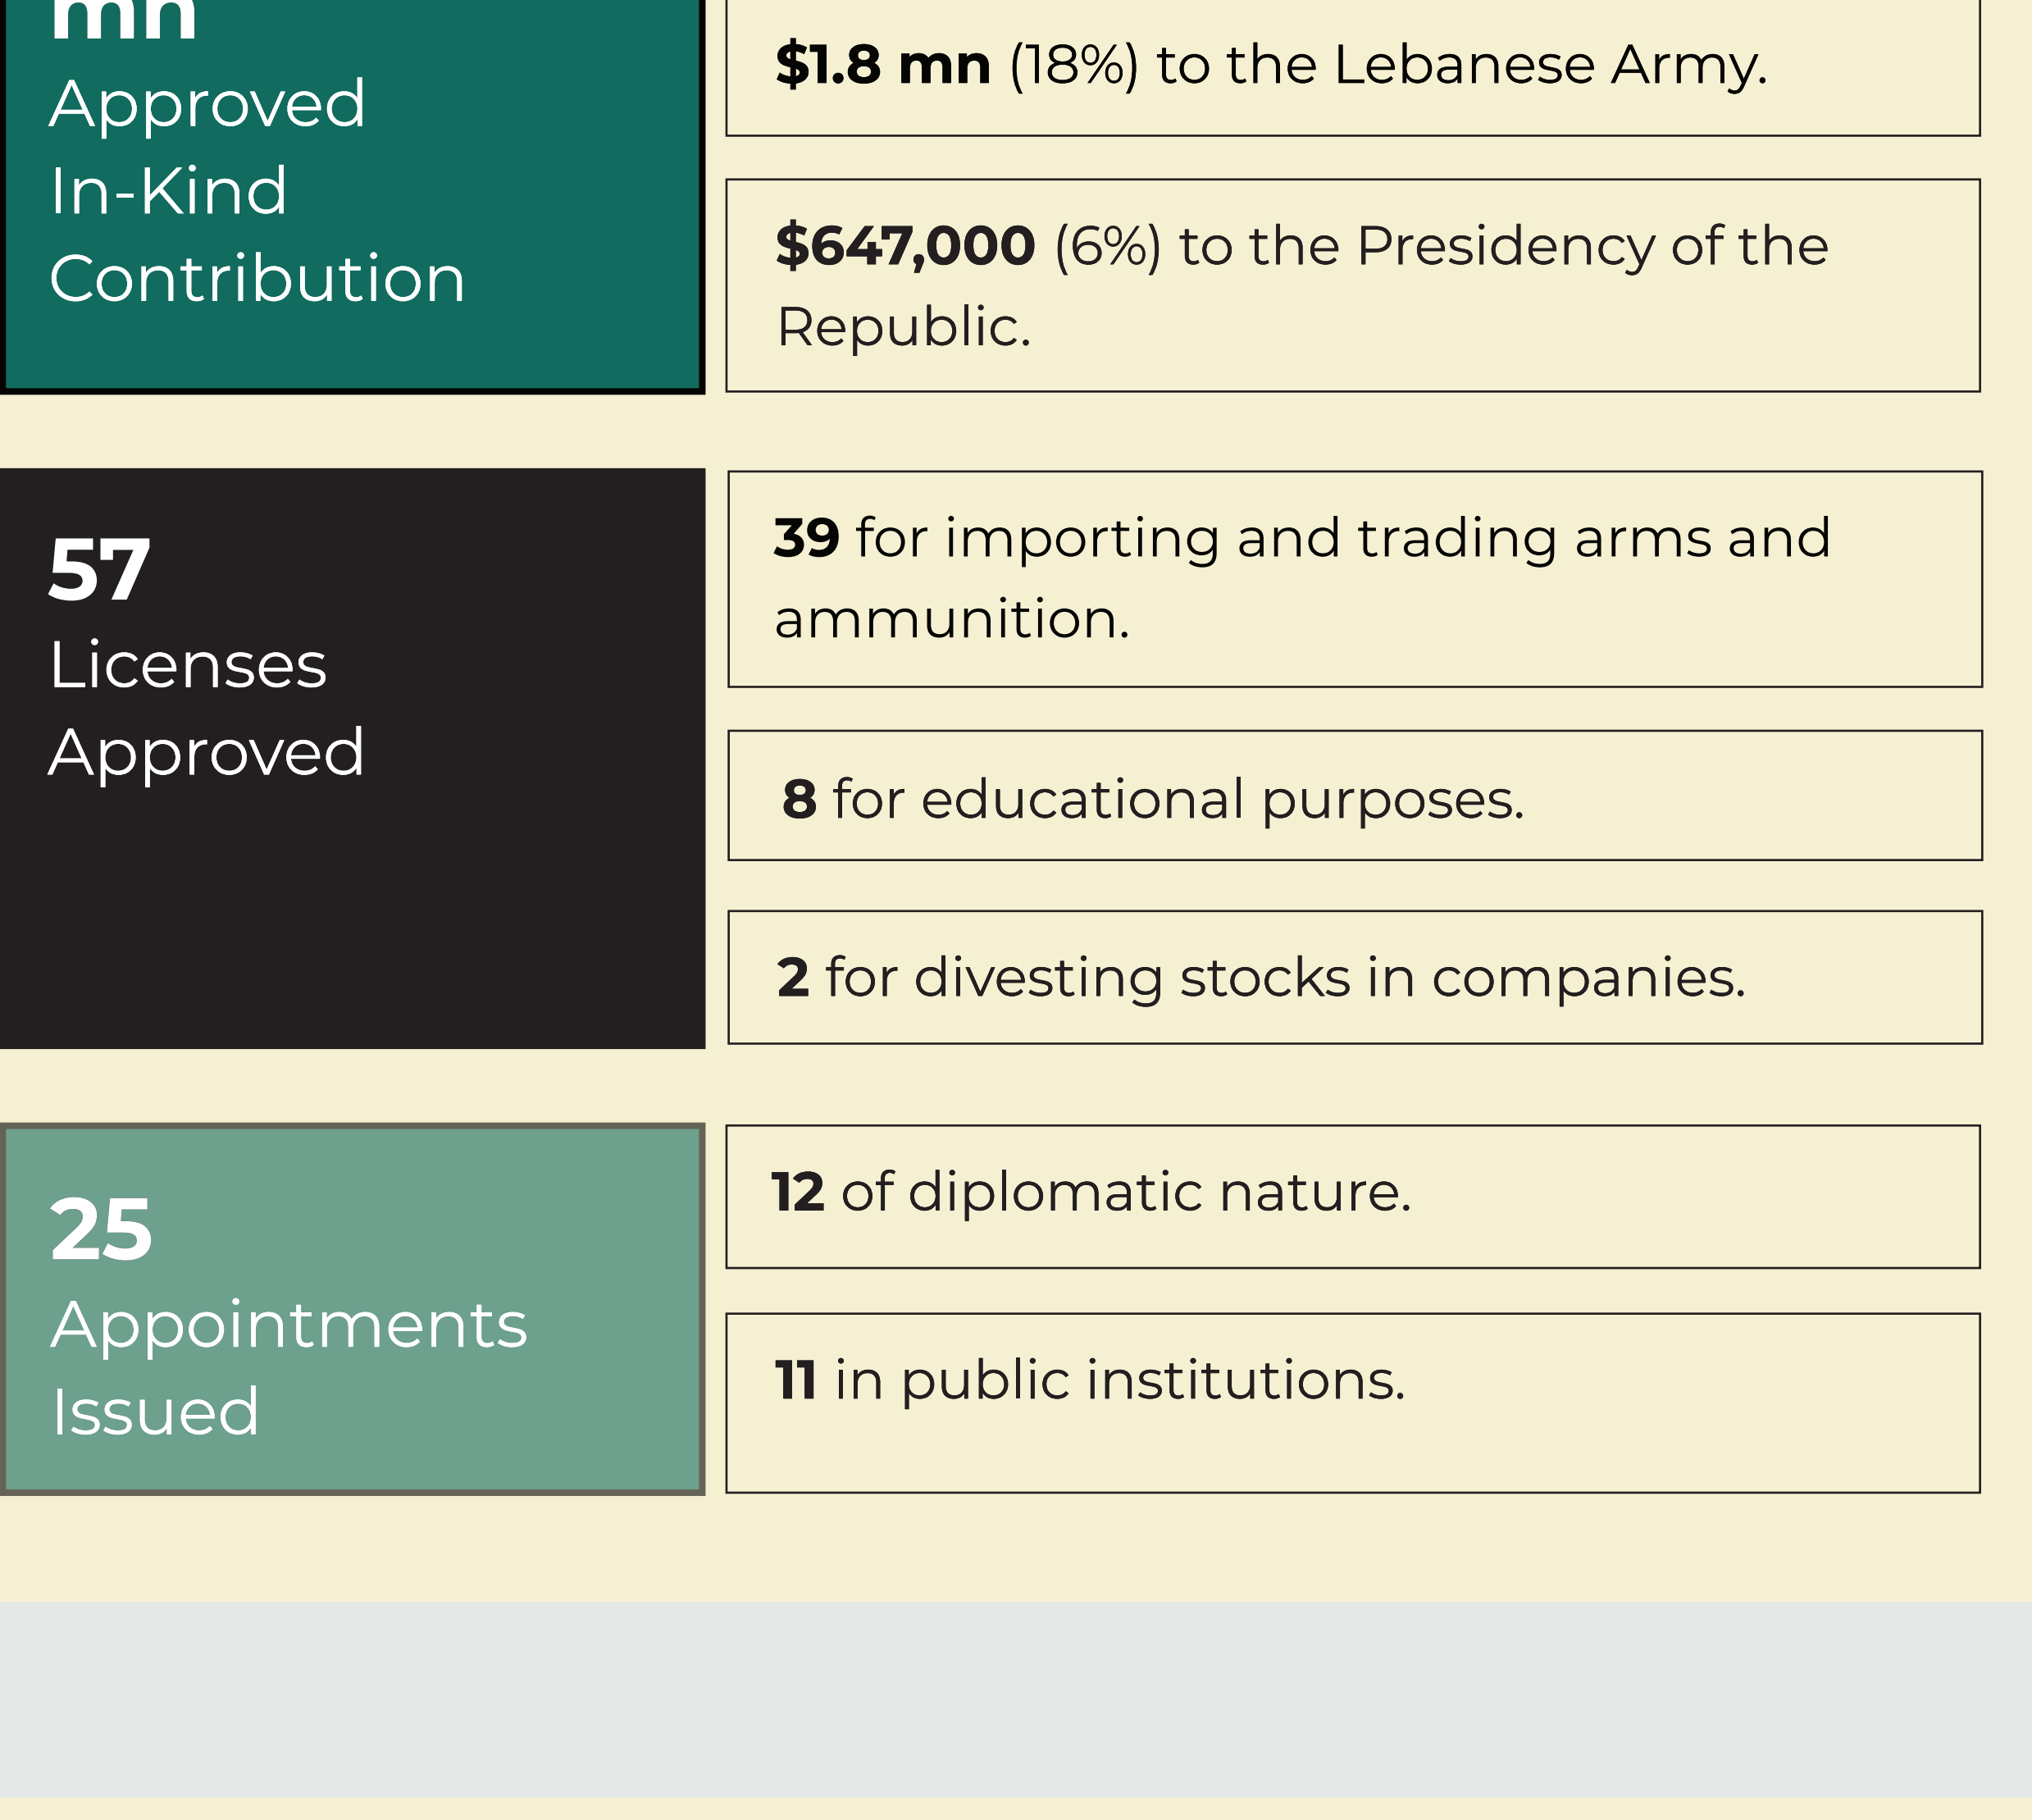 mn
Approved
In-Kind
Contribution
$1.8 mn (18%) to the Lebanese Army.
$647,000 (6%) to the Presidency of the
Republic.
57
Licenses
Approved
39 for importing and trading arms and
ammunition.
8 for educational purposes.
2 for divesting stocks in companies.
25
Appointments
Issued
12 of diplomatic nature.
11 in public institutions.